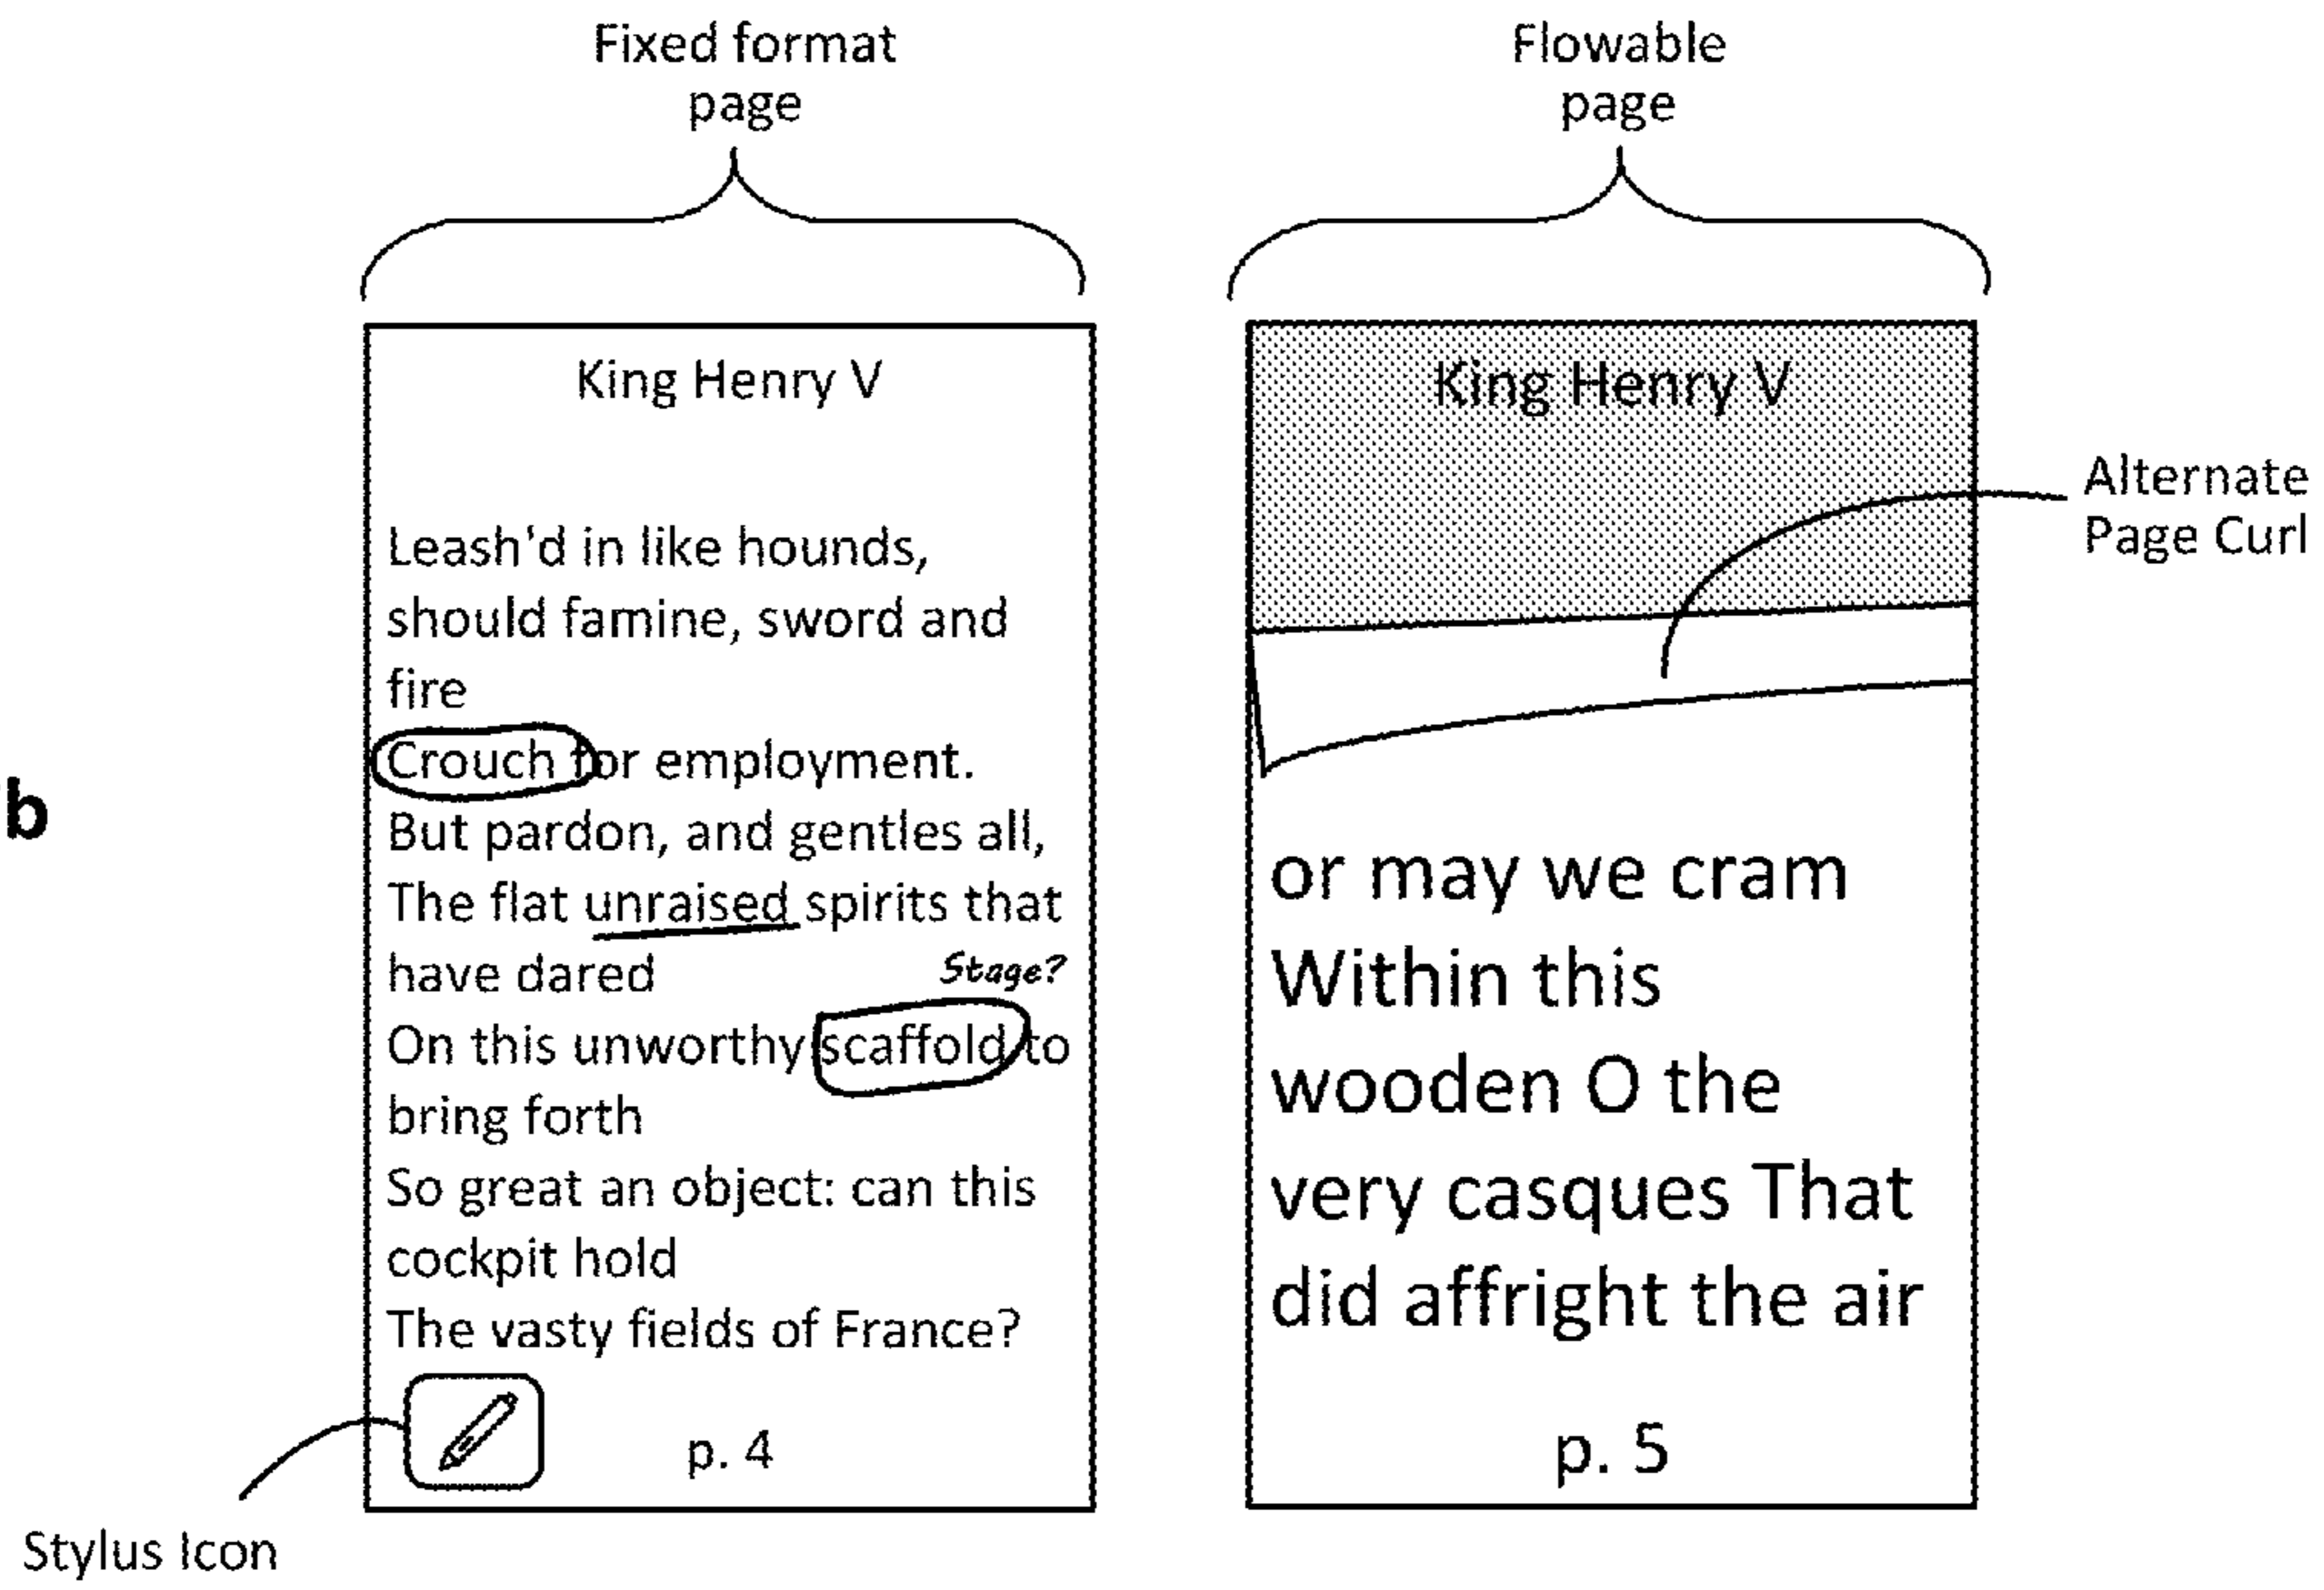 Fixed format
page
Flowable
page
King Henry V
Leash'd in like hounds,
should famine, sword and
fire
Crouch for employment.
But pardon, and gentles all,
The flat unraised spirits that
have dared
Stage?
On this unworthy scaffold to
bring forth
So great an object: can this
cockpit hold
The vasty fields of France?
p. 4
King Henry V
or may we cram
Within this
wooden O the
very casques That
did affright the air
p. 5
Alternate
Page Curl
b
Stylus Icon